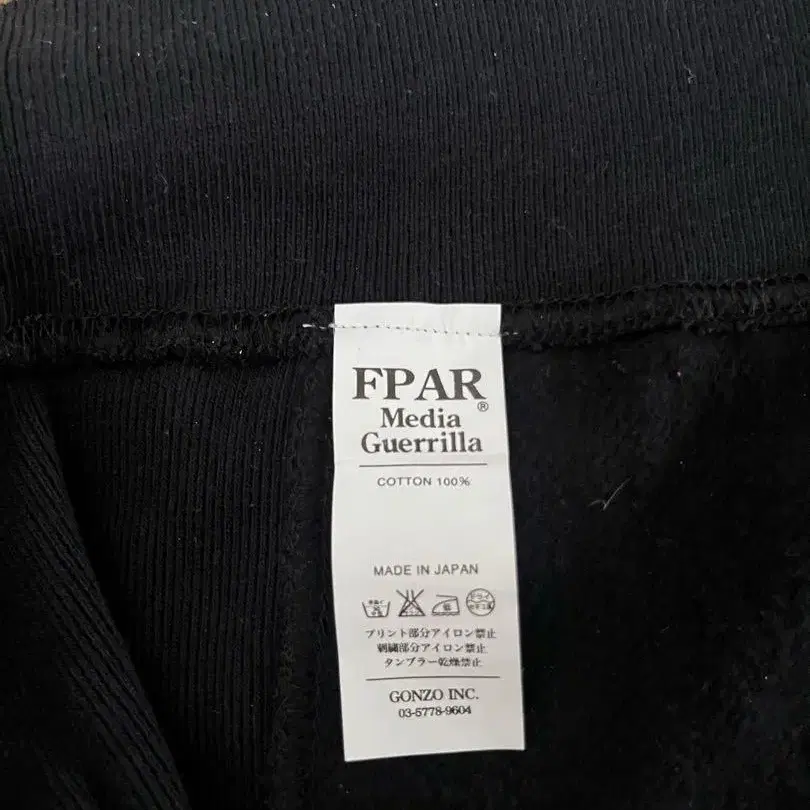 FPAR®
Media
Guerrilla
COTTON 100%
MADE IN JAPAN
プリント部分アイロン禁止
刺繍部分アイロン禁止
タンブラー乾燥禁止
GONZO INC.
03-5778-9604